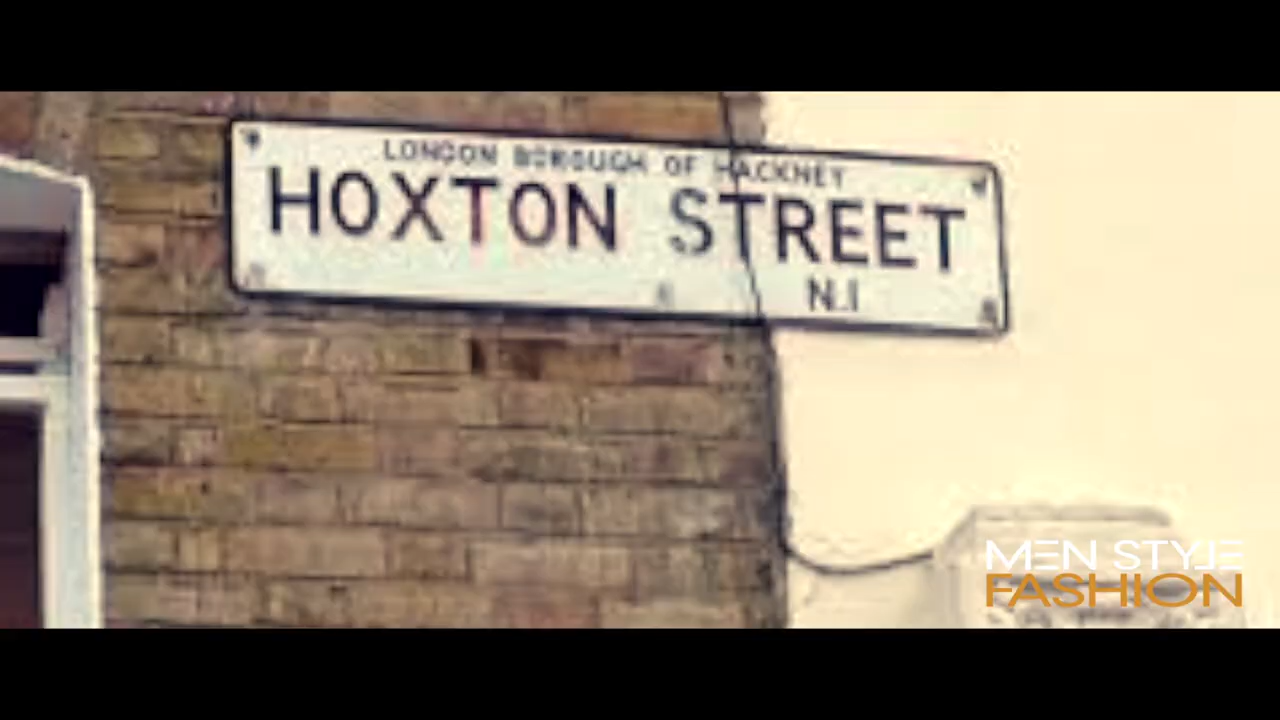 LONDON BOROUGH OF HACKNEY
HOXTON STREET
N.1
MEN STYLE
FASHION